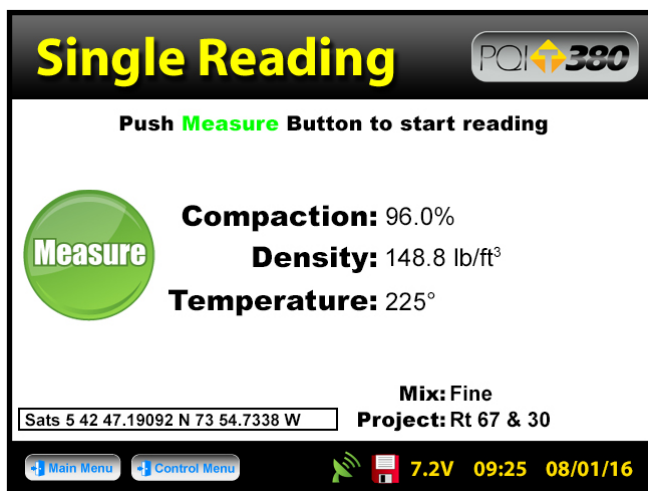 Single Reading
PQI 380
Push Measure Button to start reading
Measure
Compaction: 96.0%
Density: 148.8 lb/ft³
Temperature: 225°
Mix: Fine
Sats 5 42 47.19092 N 73 54.7338 W
Project: Rt 67 & 30
Main Menu
Control Menu
7.2V 09:25 08/01/16